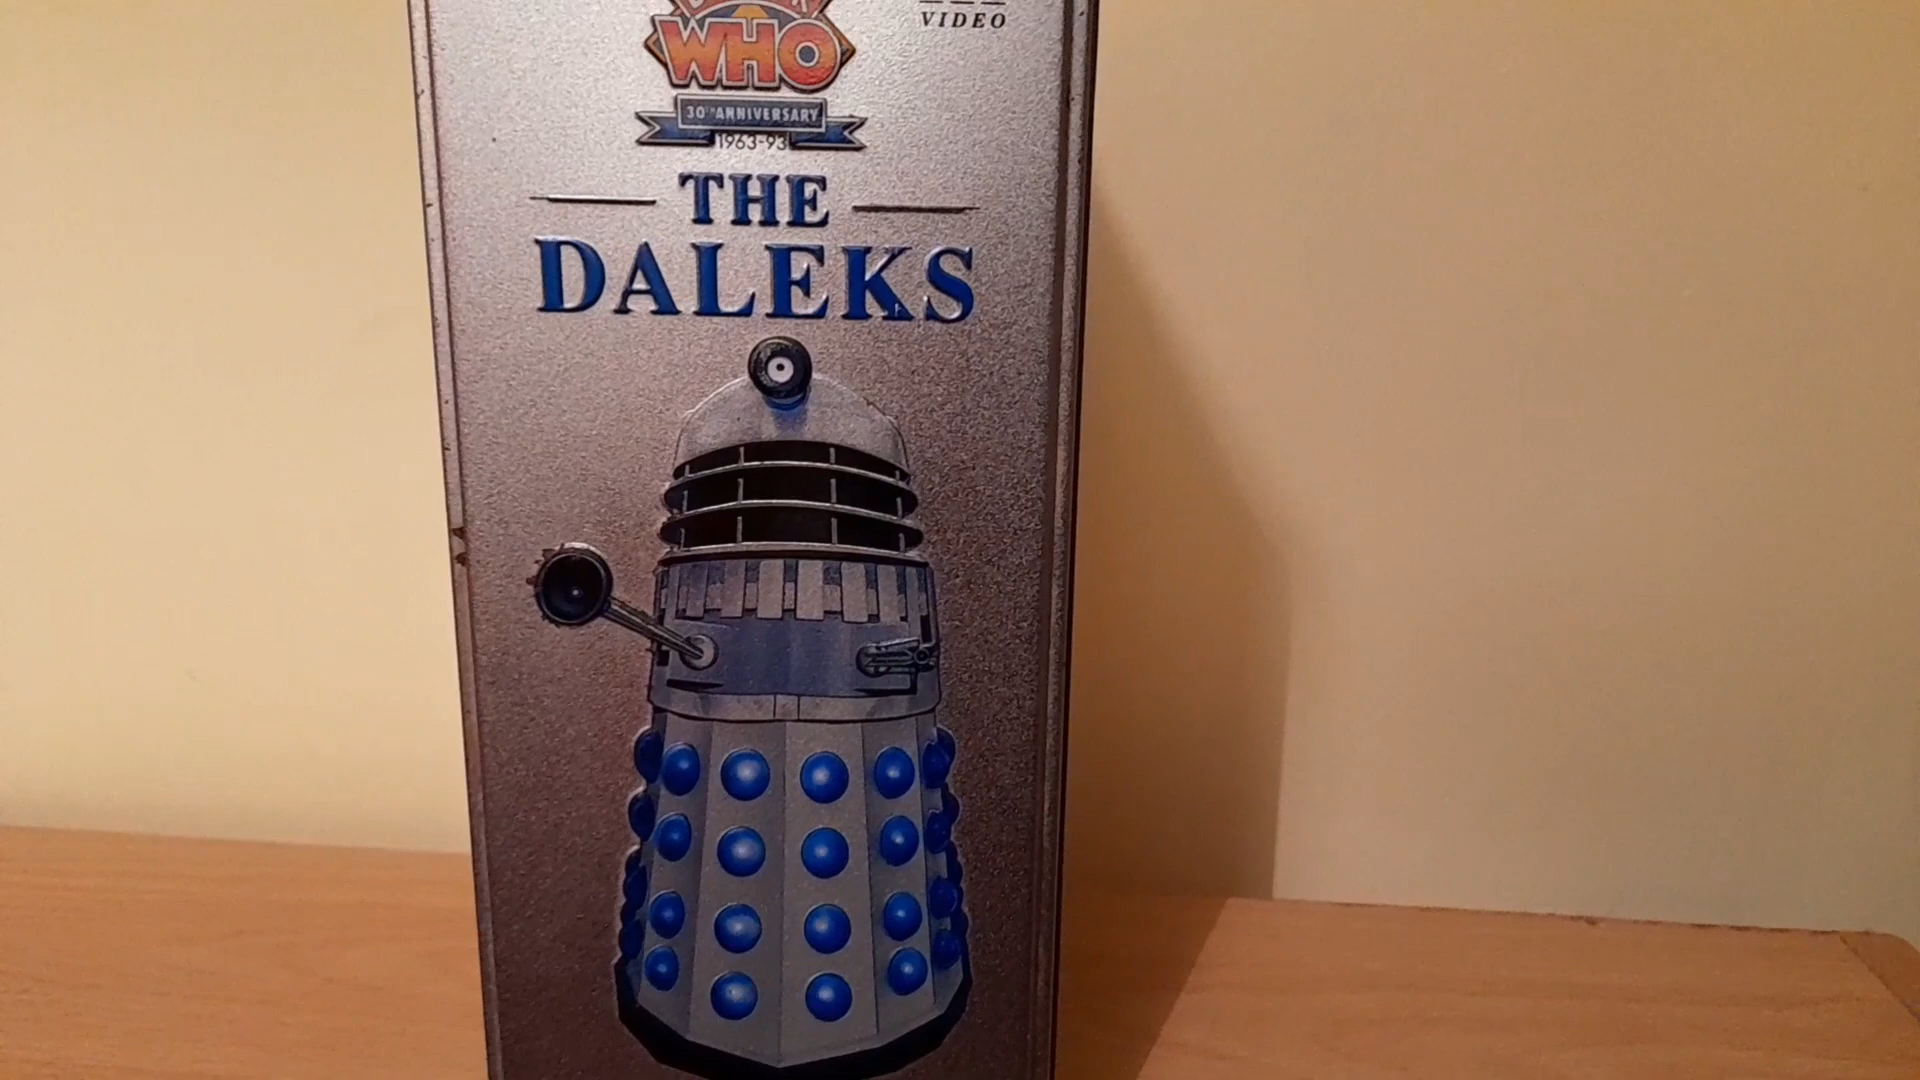 VIDEO
WHO
30TH ANNIVERSARY
1963-93
THE
DALEKS